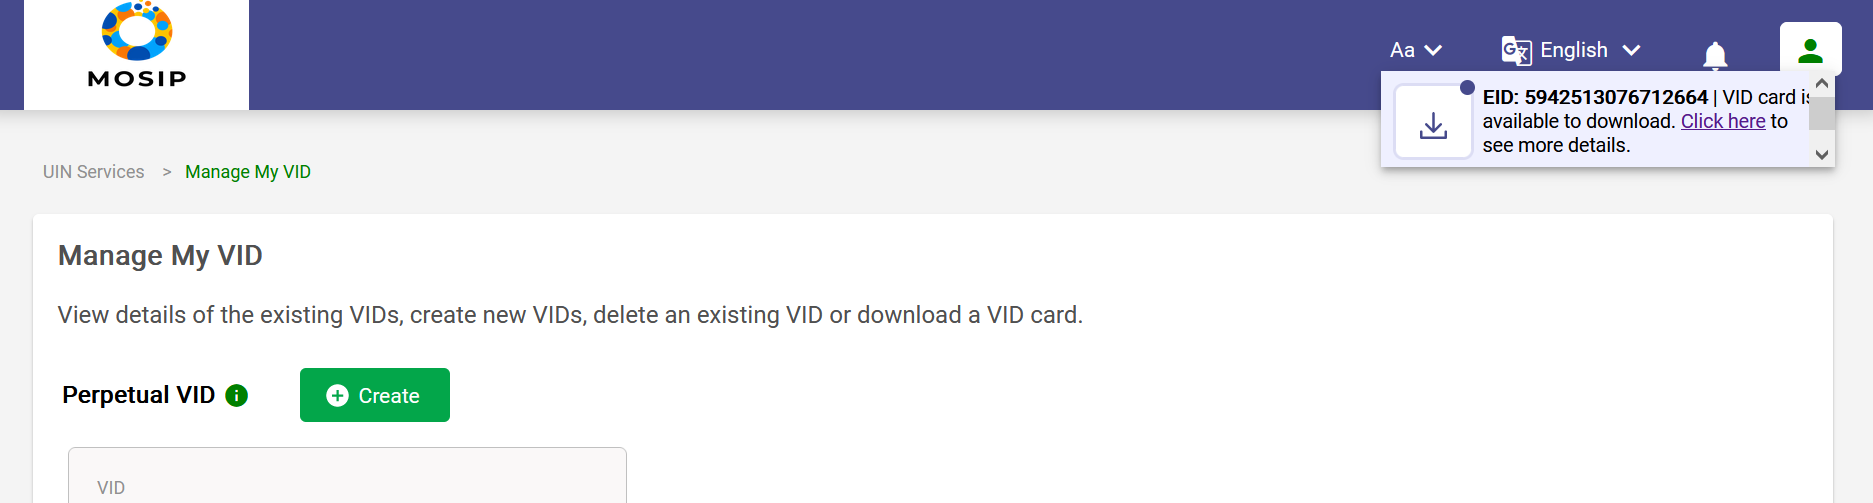 MOSIP
Aa
English
EID: 5942513076712664 | VID card is
available to download. Click here to
see more details.
UIN Services > Manage My VID
Manage My VID
View details of the existing VIDs, create new VIDs, delete an existing VID or download a VID card.
Perpetual VID
Create
VID